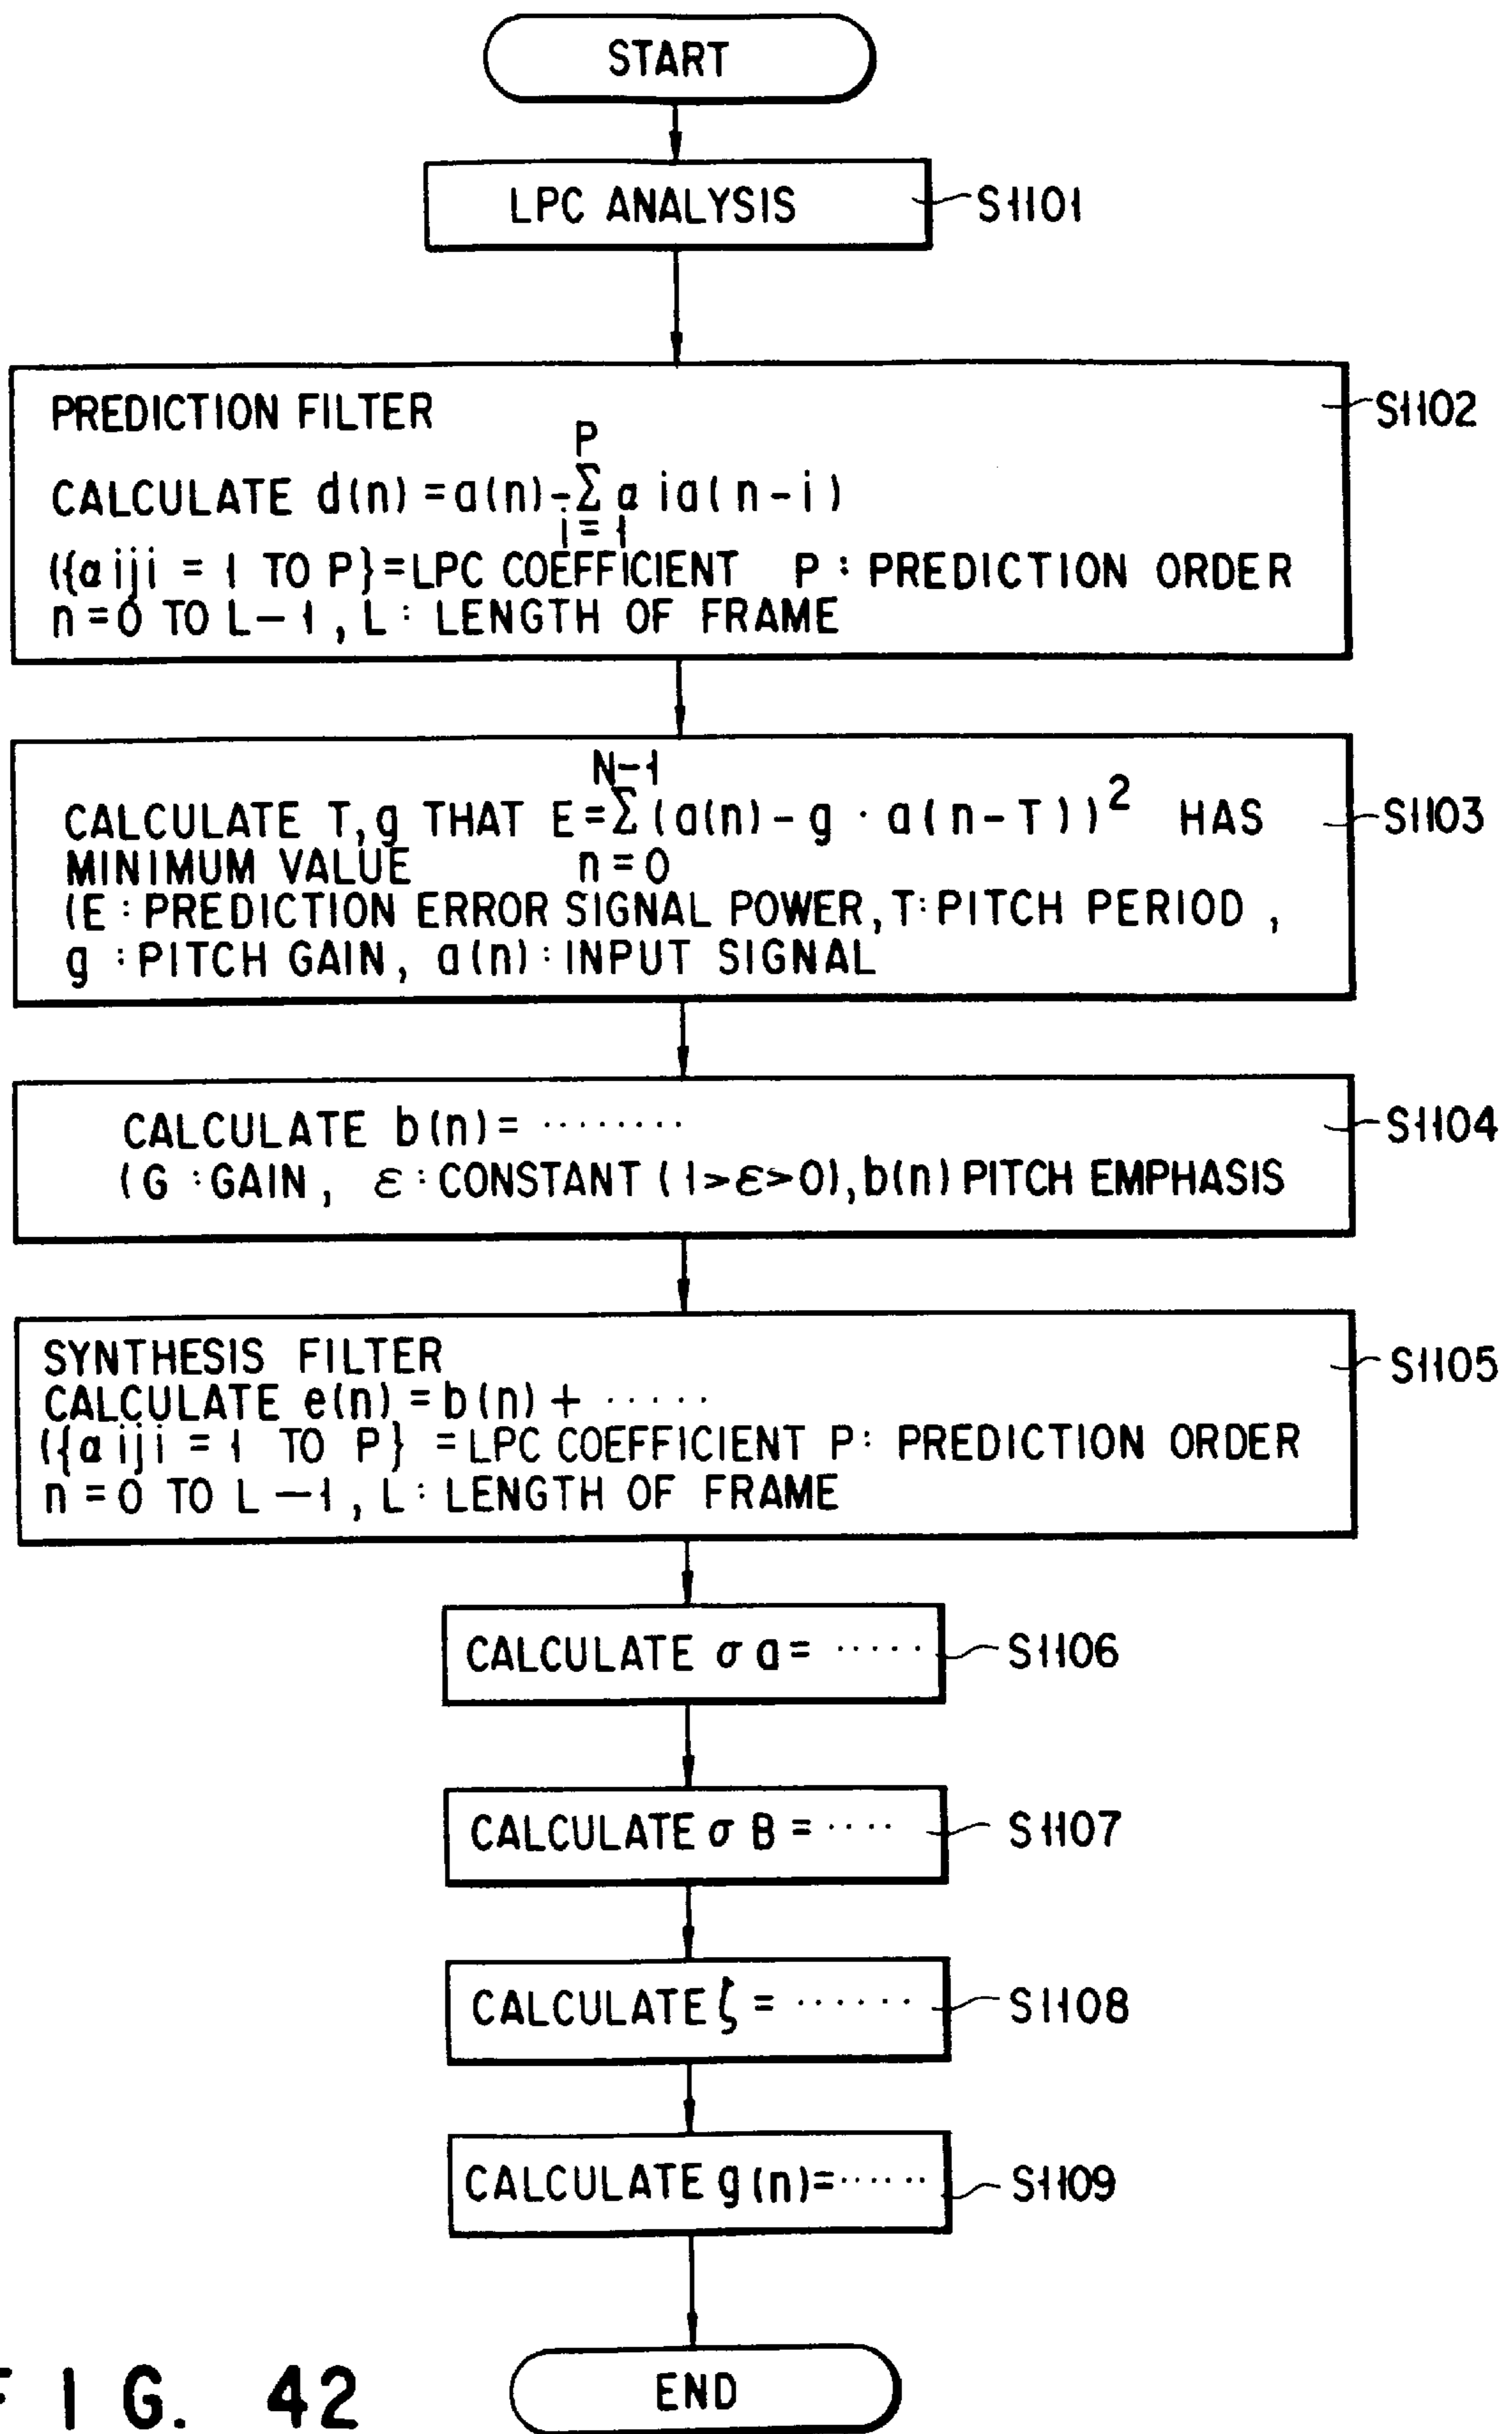 START
LPC ANALYSIS
S1101
PREDICTION FILTER
S1102
P
CALCULATE d(n) = a(n) - Σ α ia(n-i)
i = 1
({α iji = 1 TO P} = LPC COEFFICIENT P : PREDICTION ORDER
n = 0 TO L-1, L : LENGTH OF FRAME
N-1
CALCULATE T, g THAT E = Σ (a(n) - g · a(n-T))² HAS
S1103
MINIMUM VALUE n = 0
(E : PREDICTION ERROR SIGNAL POWER, T : PITCH PERIOD ,
g : PITCH GAIN, a(n) : INPUT SIGNAL
CALCULATE b(n) = ········
S1104
(G : GAIN, ε : CONSTANT (1>ε>0), b(n) PITCH EMPHASIS
SYNTHESIS FILTER
S1105
CALCULATE e(n) = b(n) + ·····
({α iji = 1 TO P} = LPC COEFFICIENT P : PREDICTION ORDER
n = 0 TO L-1, L : LENGTH OF FRAME
CALCULATE σ a = ·····
S1106
CALCULATE σ B = ····
S1107
CALCULATE ζ = ······
S1108
CALCULATE g(n) = ······
S1109
END
FIG. 42